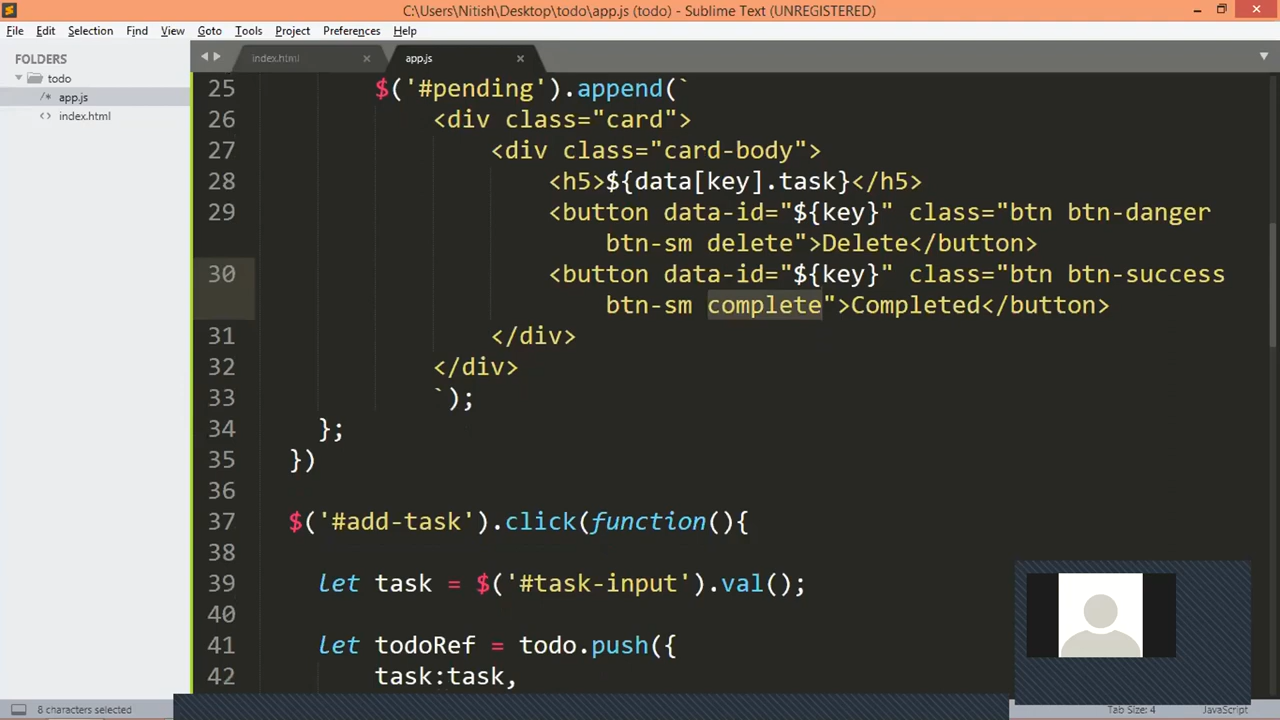 C:\Users\Nitish\Desktop\todo\app.js (todo) - Sublime Text (UNREGISTERED)
File Edit Selection Find View Goto Tools Project Preferences Help
FOLDERS
todo
app.js
index.html
index.html app.js
25 $('#pending').append(`
26 <div class="card">
27 <div class="card-body">
28 <h5>${data[key].task}</h5>
29 <button data-id="${key}" class="btn btn-danger
btn-sm delete">Delete</button>
30 <button data-id="${key}" class="btn btn-success
btn-sm complete">Completed</button>
31 </div>
32 </div>
33 `);
34 };
35 })
36
37 $('#add-task').click(function(){
38
39 let task = $('#task-input').val();
40
41 let todoRef = todo.push({
42 task:task,
8 characters selected
Tab Size: 4 JavaScript